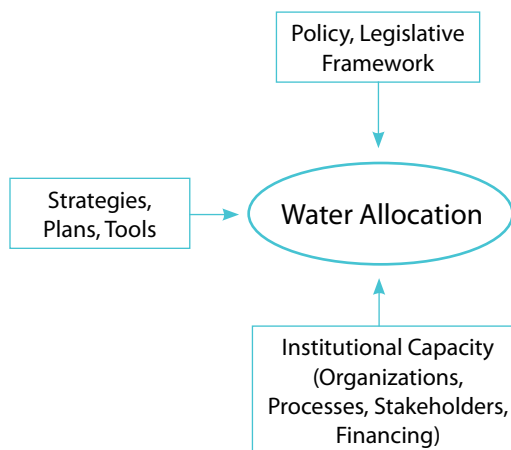 Policy, Legislative
Framework
Strategies,
Plans, Tools
Water Allocation
Institutional Capacity
(Organizations,
Processes, Stakeholders,
Financing)